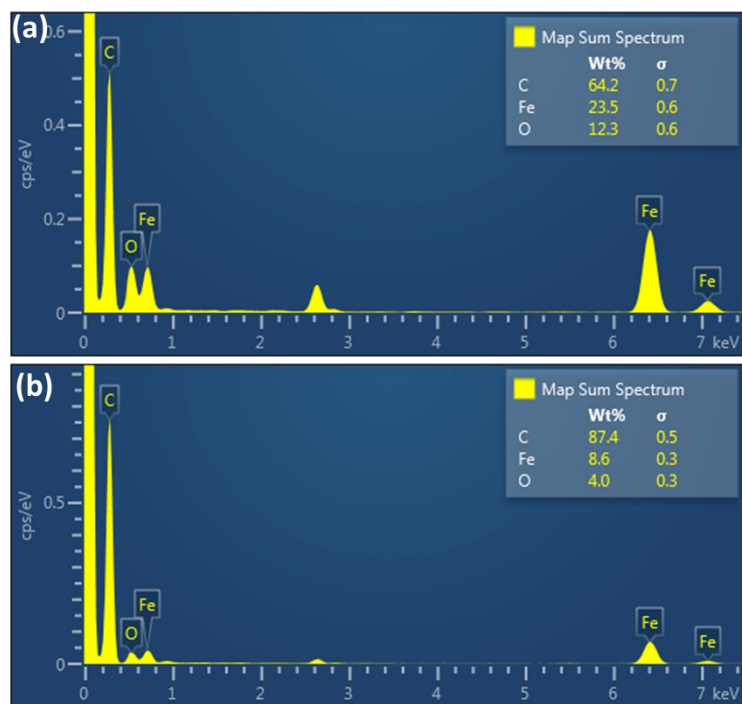 (a)
0.6
C
Map Sum Spectrum
Wt% σ
C 64.2 0.7
Fe 23.5 0.6
O 12.3 0.6
0.4
cps/eV
0.2
Fe
O
Fe
Fe
0
0 1 2 3 4 5 6 7 keV
(b)
C
Map Sum Spectrum
Wt% σ
C 87.4 0.5
Fe 8.6 0.3
O 4.0 0.3
0.5
cps/eV
Fe
O
Fe
Fe
0
0 1 2 3 4 5 6 7 keV